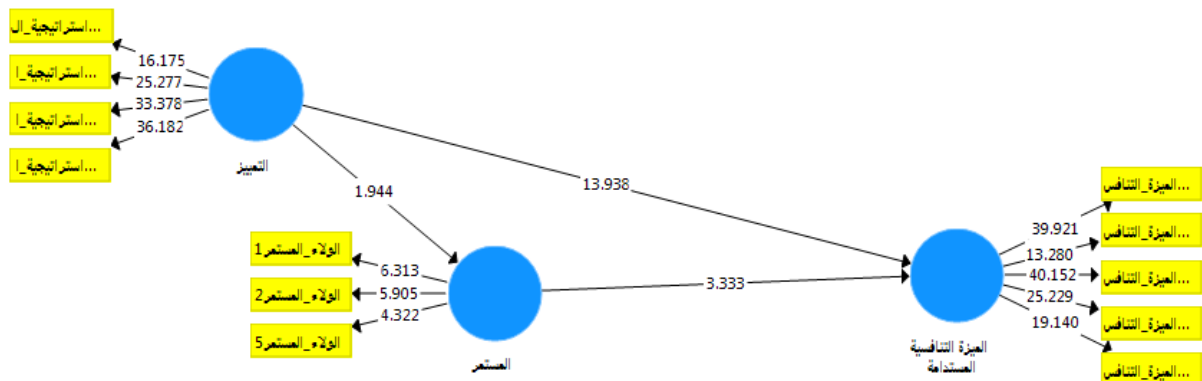 استراتيجية_ال...
استراتيجية_ا...
استراتيجية_ا...
استراتيجية_ا...
16.175
25.277
33.378
36.182
التمييز
1.944
13.938
الولاء_المستمر1
الولاء_المستمر2
الولاء_المستمر5
6.313
5.905
4.322
المستمر
3.333
الميزة التنافسية
المستدامة
39.921
13.280
40.152
25.229
19.140
الميزة_التنافس...
الميزة_التنافس...
الميزة_التنافس...
الميزة_التنافس...
الميزة_التنافس...